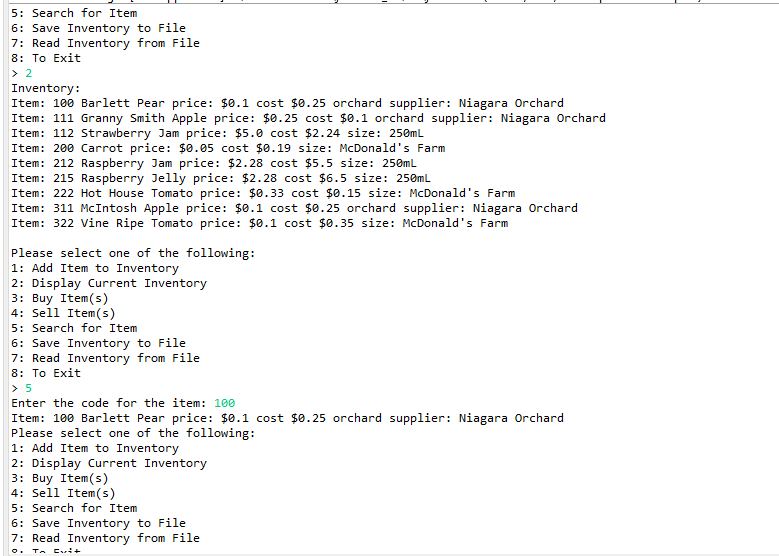 5: Search for Item
6: Save Inventory to File
7: Read Inventory from File
8: To Exit
> 2
Inventory:
Item: 100 Barlett Pear price: $0.1 cost $0.25 orchard supplier: Niagara Orchard
Item: 111 Granny Smith Apple price: $0.25 cost $0.1 orchard supplier: Niagara Orchard
Item: 112 Strawberry Jam price: $5.0 cost $2.24 size: 250mL
Item: 200 Carrot price: $0.05 cost $0.19 size: McDonald's Farm
Item: 212 Raspberry Jam price: $2.28 cost $5.5 size: 250mL
Item: 215 Raspberry Jelly price: $2.28 cost $6.5 size: 250mL
Item: 222 Hot House Tomato price: $0.33 cost $0.15 size: McDonald's Farm
Item: 311 McIntosh Apple price: $0.1 cost $0.25 orchard supplier: Niagara Orchard
Item: 322 Vine Ripe Tomato price: $0.1 cost $0.35 size: McDonald's Farm
Please select one of the following:
1: Add Item to Inventory
2: Display Current Inventory
3: Buy Item(s)
4: Sell Item(s)
5: Search for Item
6: Save Inventory to File
7: Read Inventory from File
8: To Exit
> 5
Enter the code for the item: 100
Item: 100 Barlett Pear price: $0.1 cost $0.25 orchard supplier: Niagara Orchard
Please select one of the following:
1: Add Item to Inventory
2: Display Current Inventory
3: Buy Item(s)
4: Sell Item(s)
5: Search for Item
6: Save Inventory to File
7: Read Inventory from File
8: To Exit